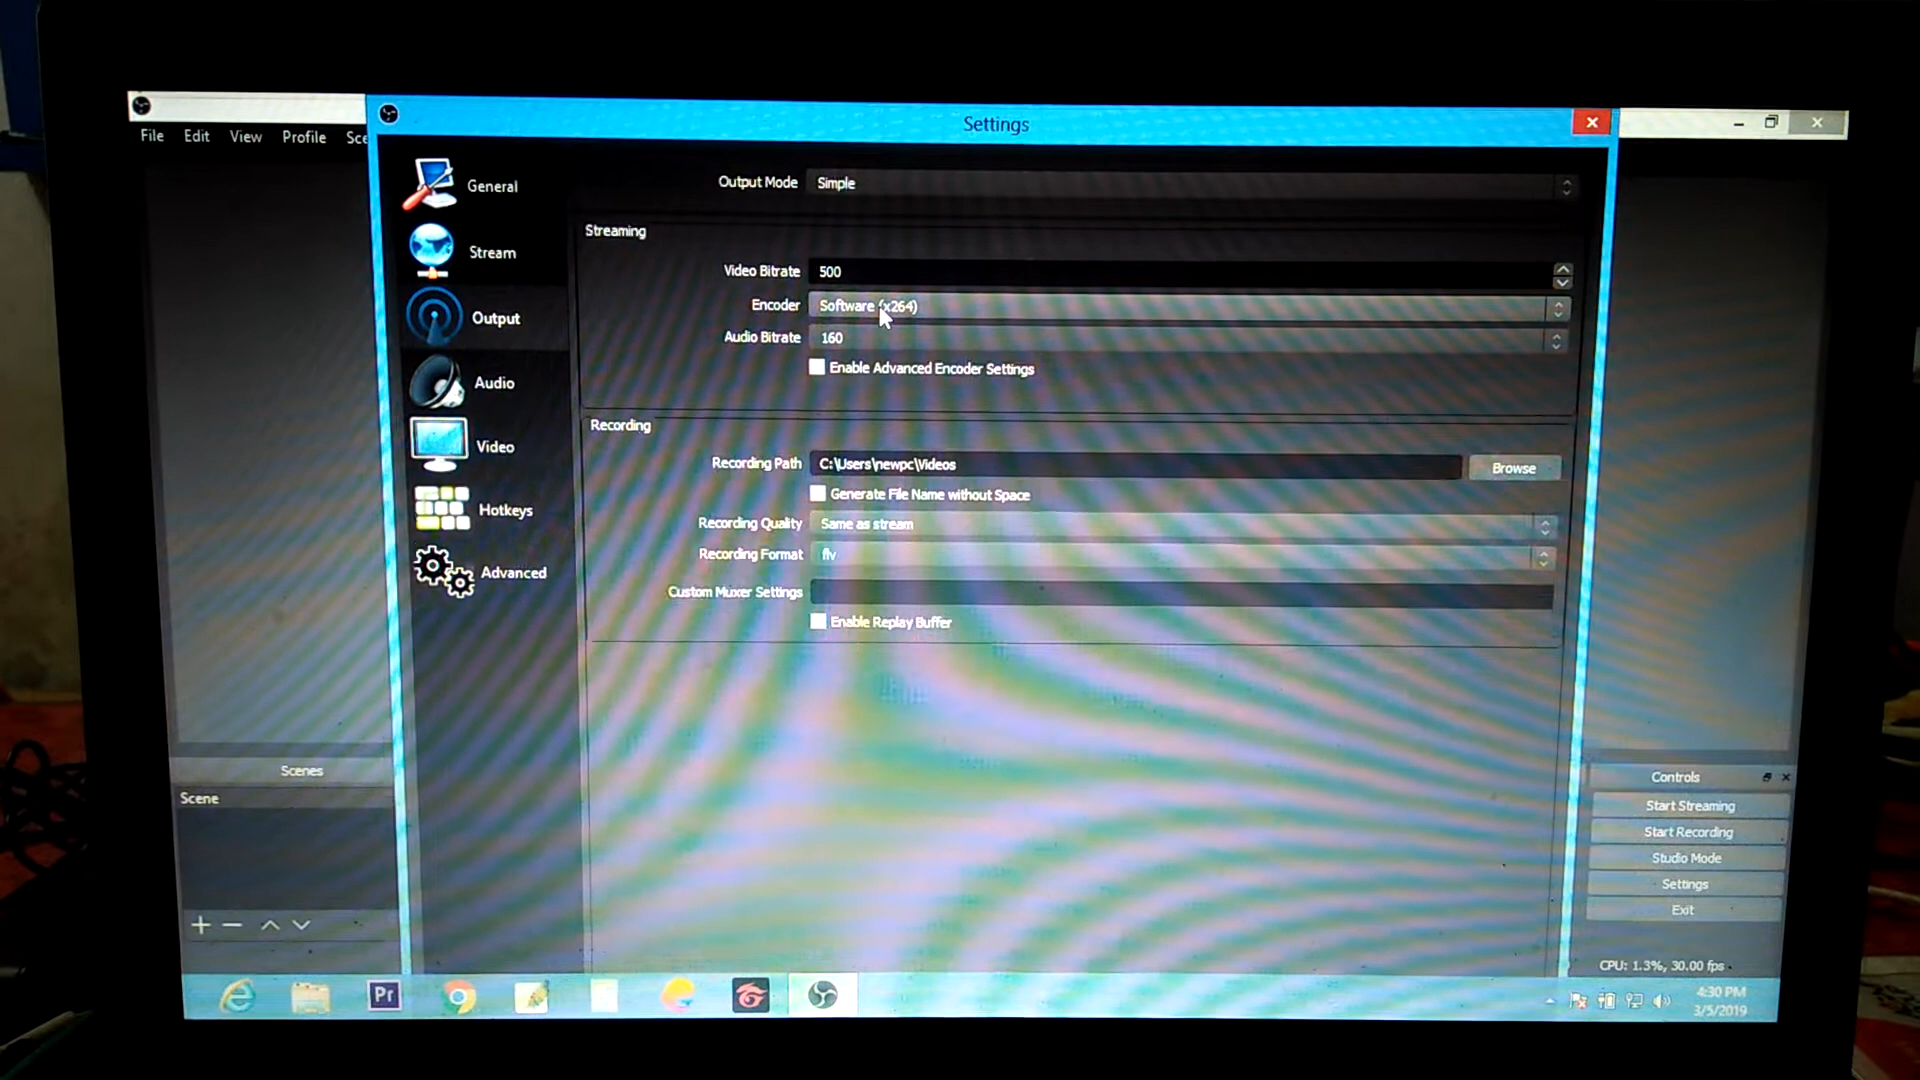 Settings
File Edit View Profile Sce
General
Stream
Output
Audio
Video
Hotkeys
Advanced
Output Mode Simple
Streaming
Video Bitrate 500
Encoder Software (x264)
Audio Bitrate 160
Enable Advanced Encoder Settings
Recording
Recording Path C:\Users\newpc\Videos Browse
Generate File Name without Space
Recording Quality Same as stream
Recording Format flv
Custom Muxer Settings
Enable Replay Buffer
Scenes
Scene
Controls
Start Streaming
Start Recording
Studio Mode
Settings
Exit
CPU: 1.3%, 30.00 fps
Pr
4:30 PM
3/5/2019